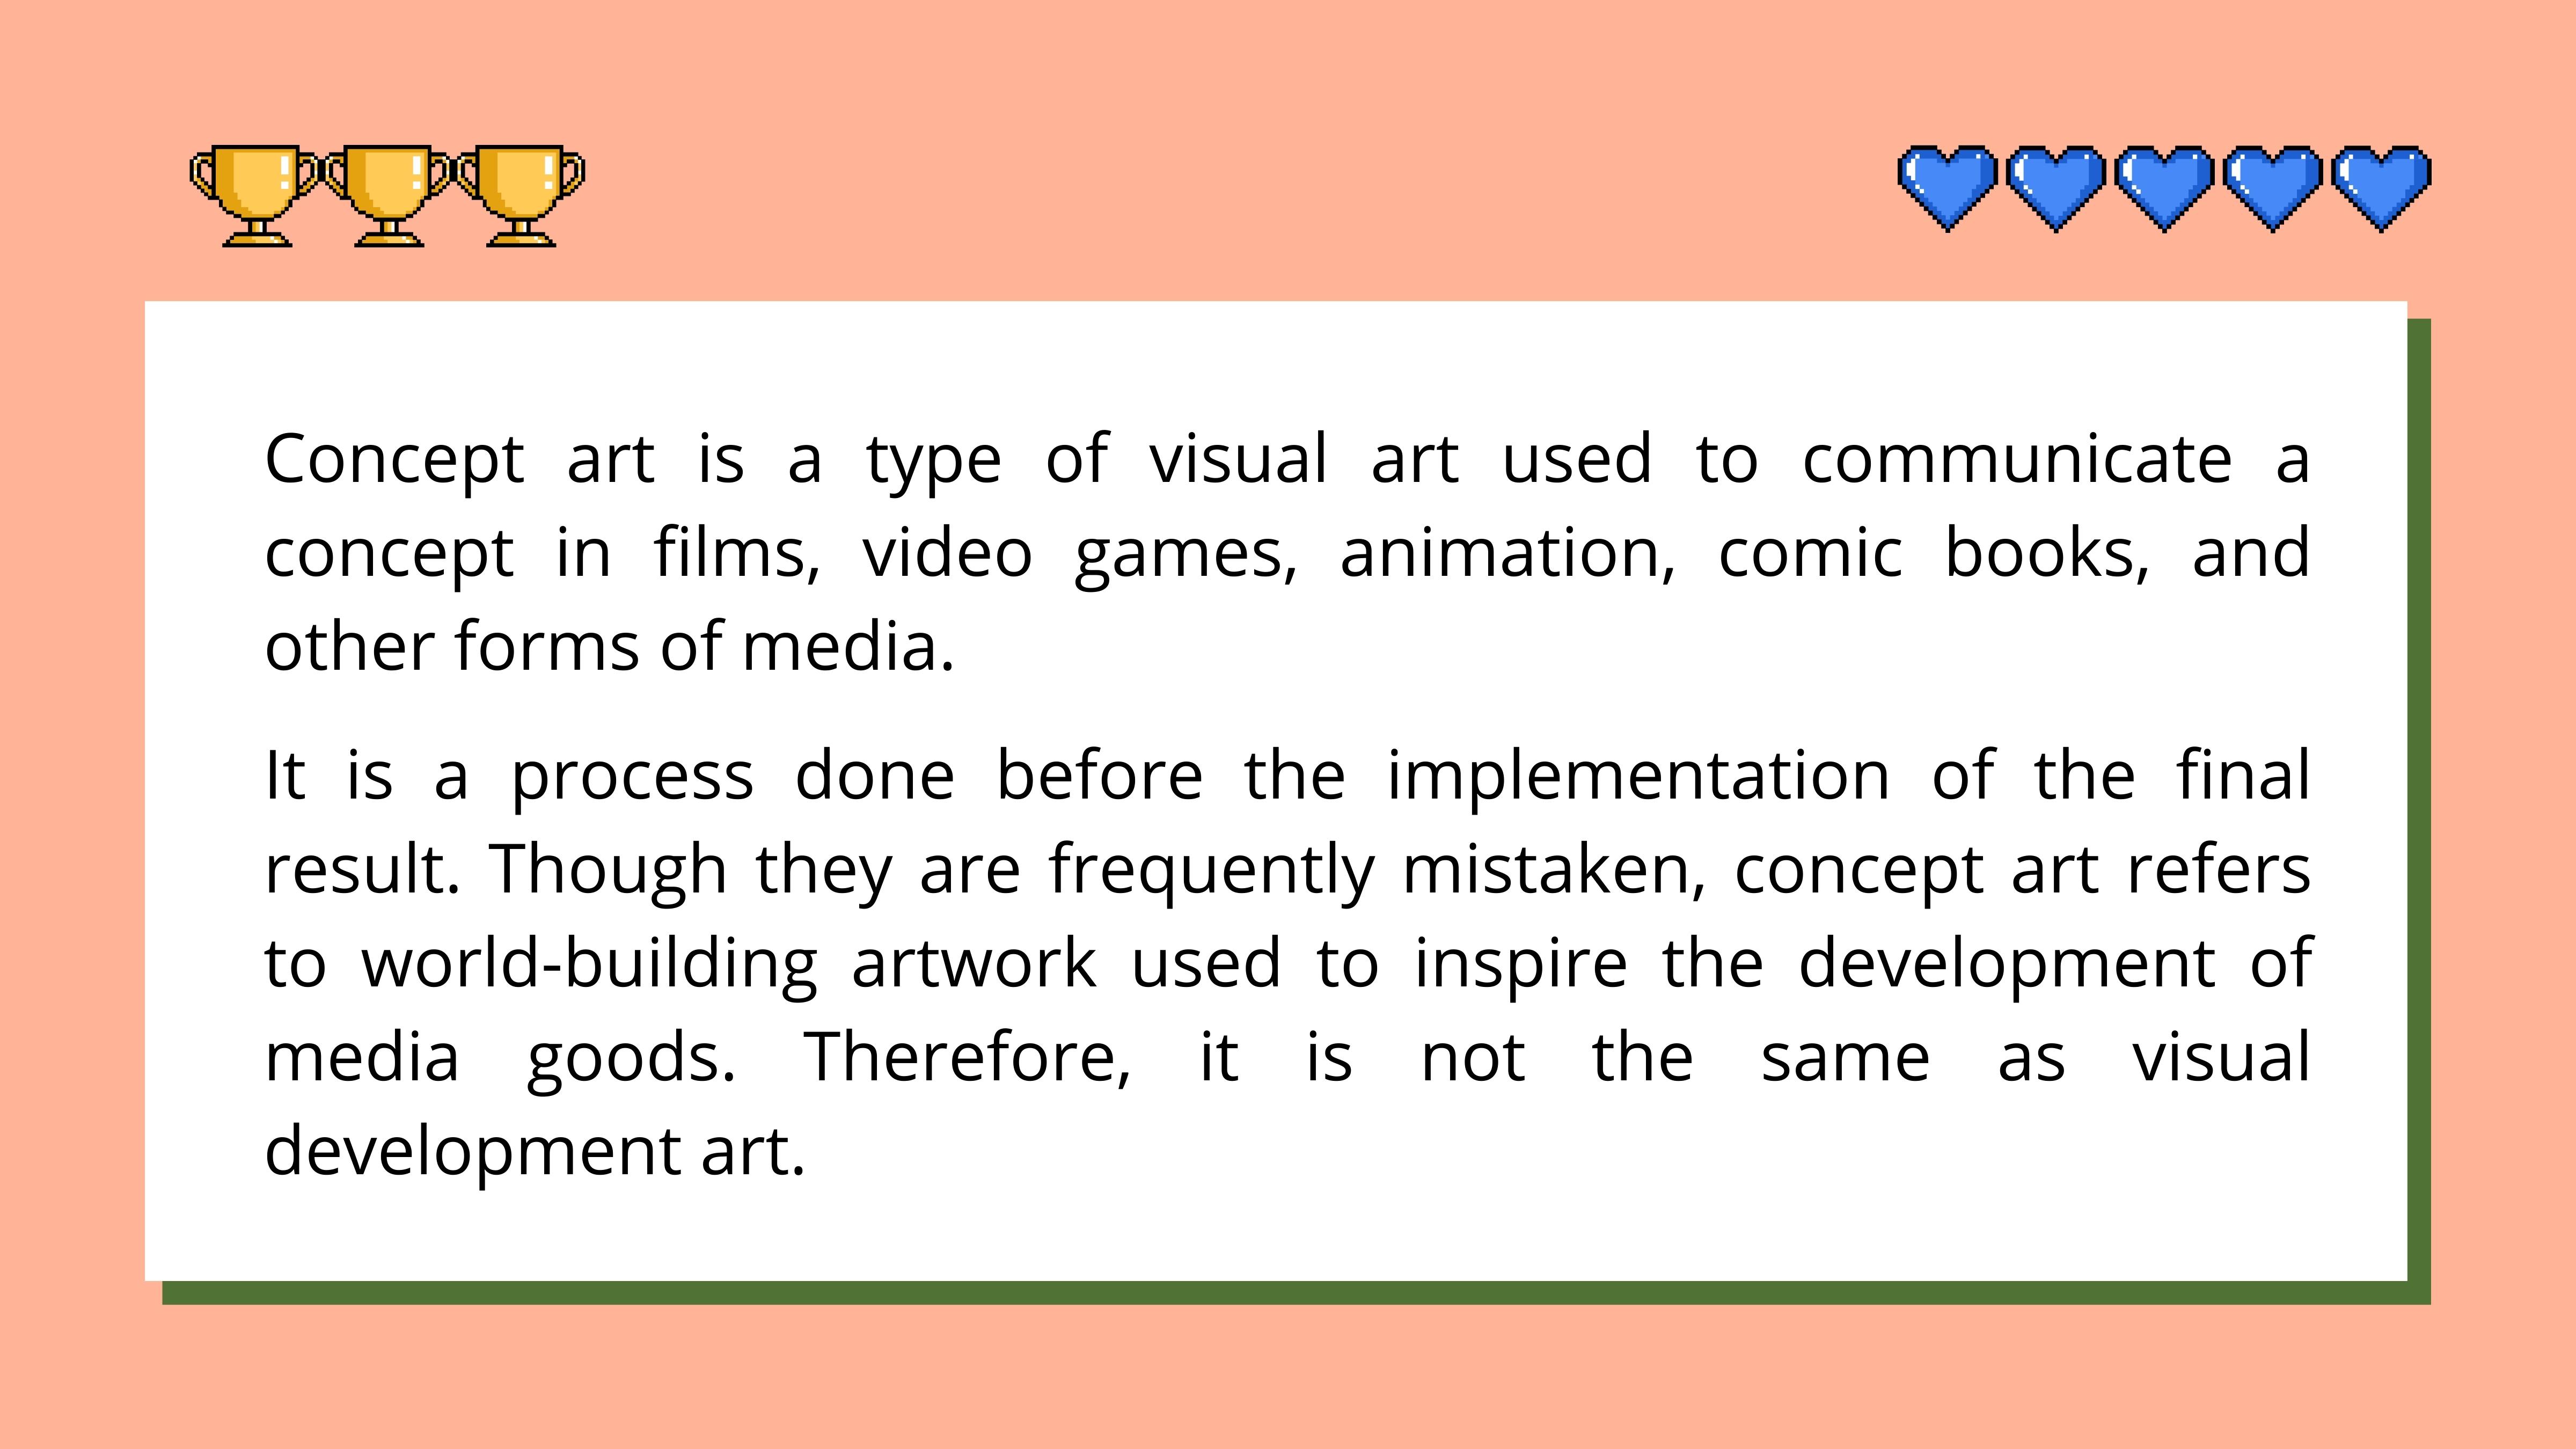 Concept art is a type of visual art used to communicate a
concept in films, video games, animation, comic books, and
other forms of media.
It is a process done before the implementation of the final
result. Though they are frequently mistaken, concept art refers
to world-building artwork used to inspire the development of
media goods. Therefore, it is not the same as visual
development art.